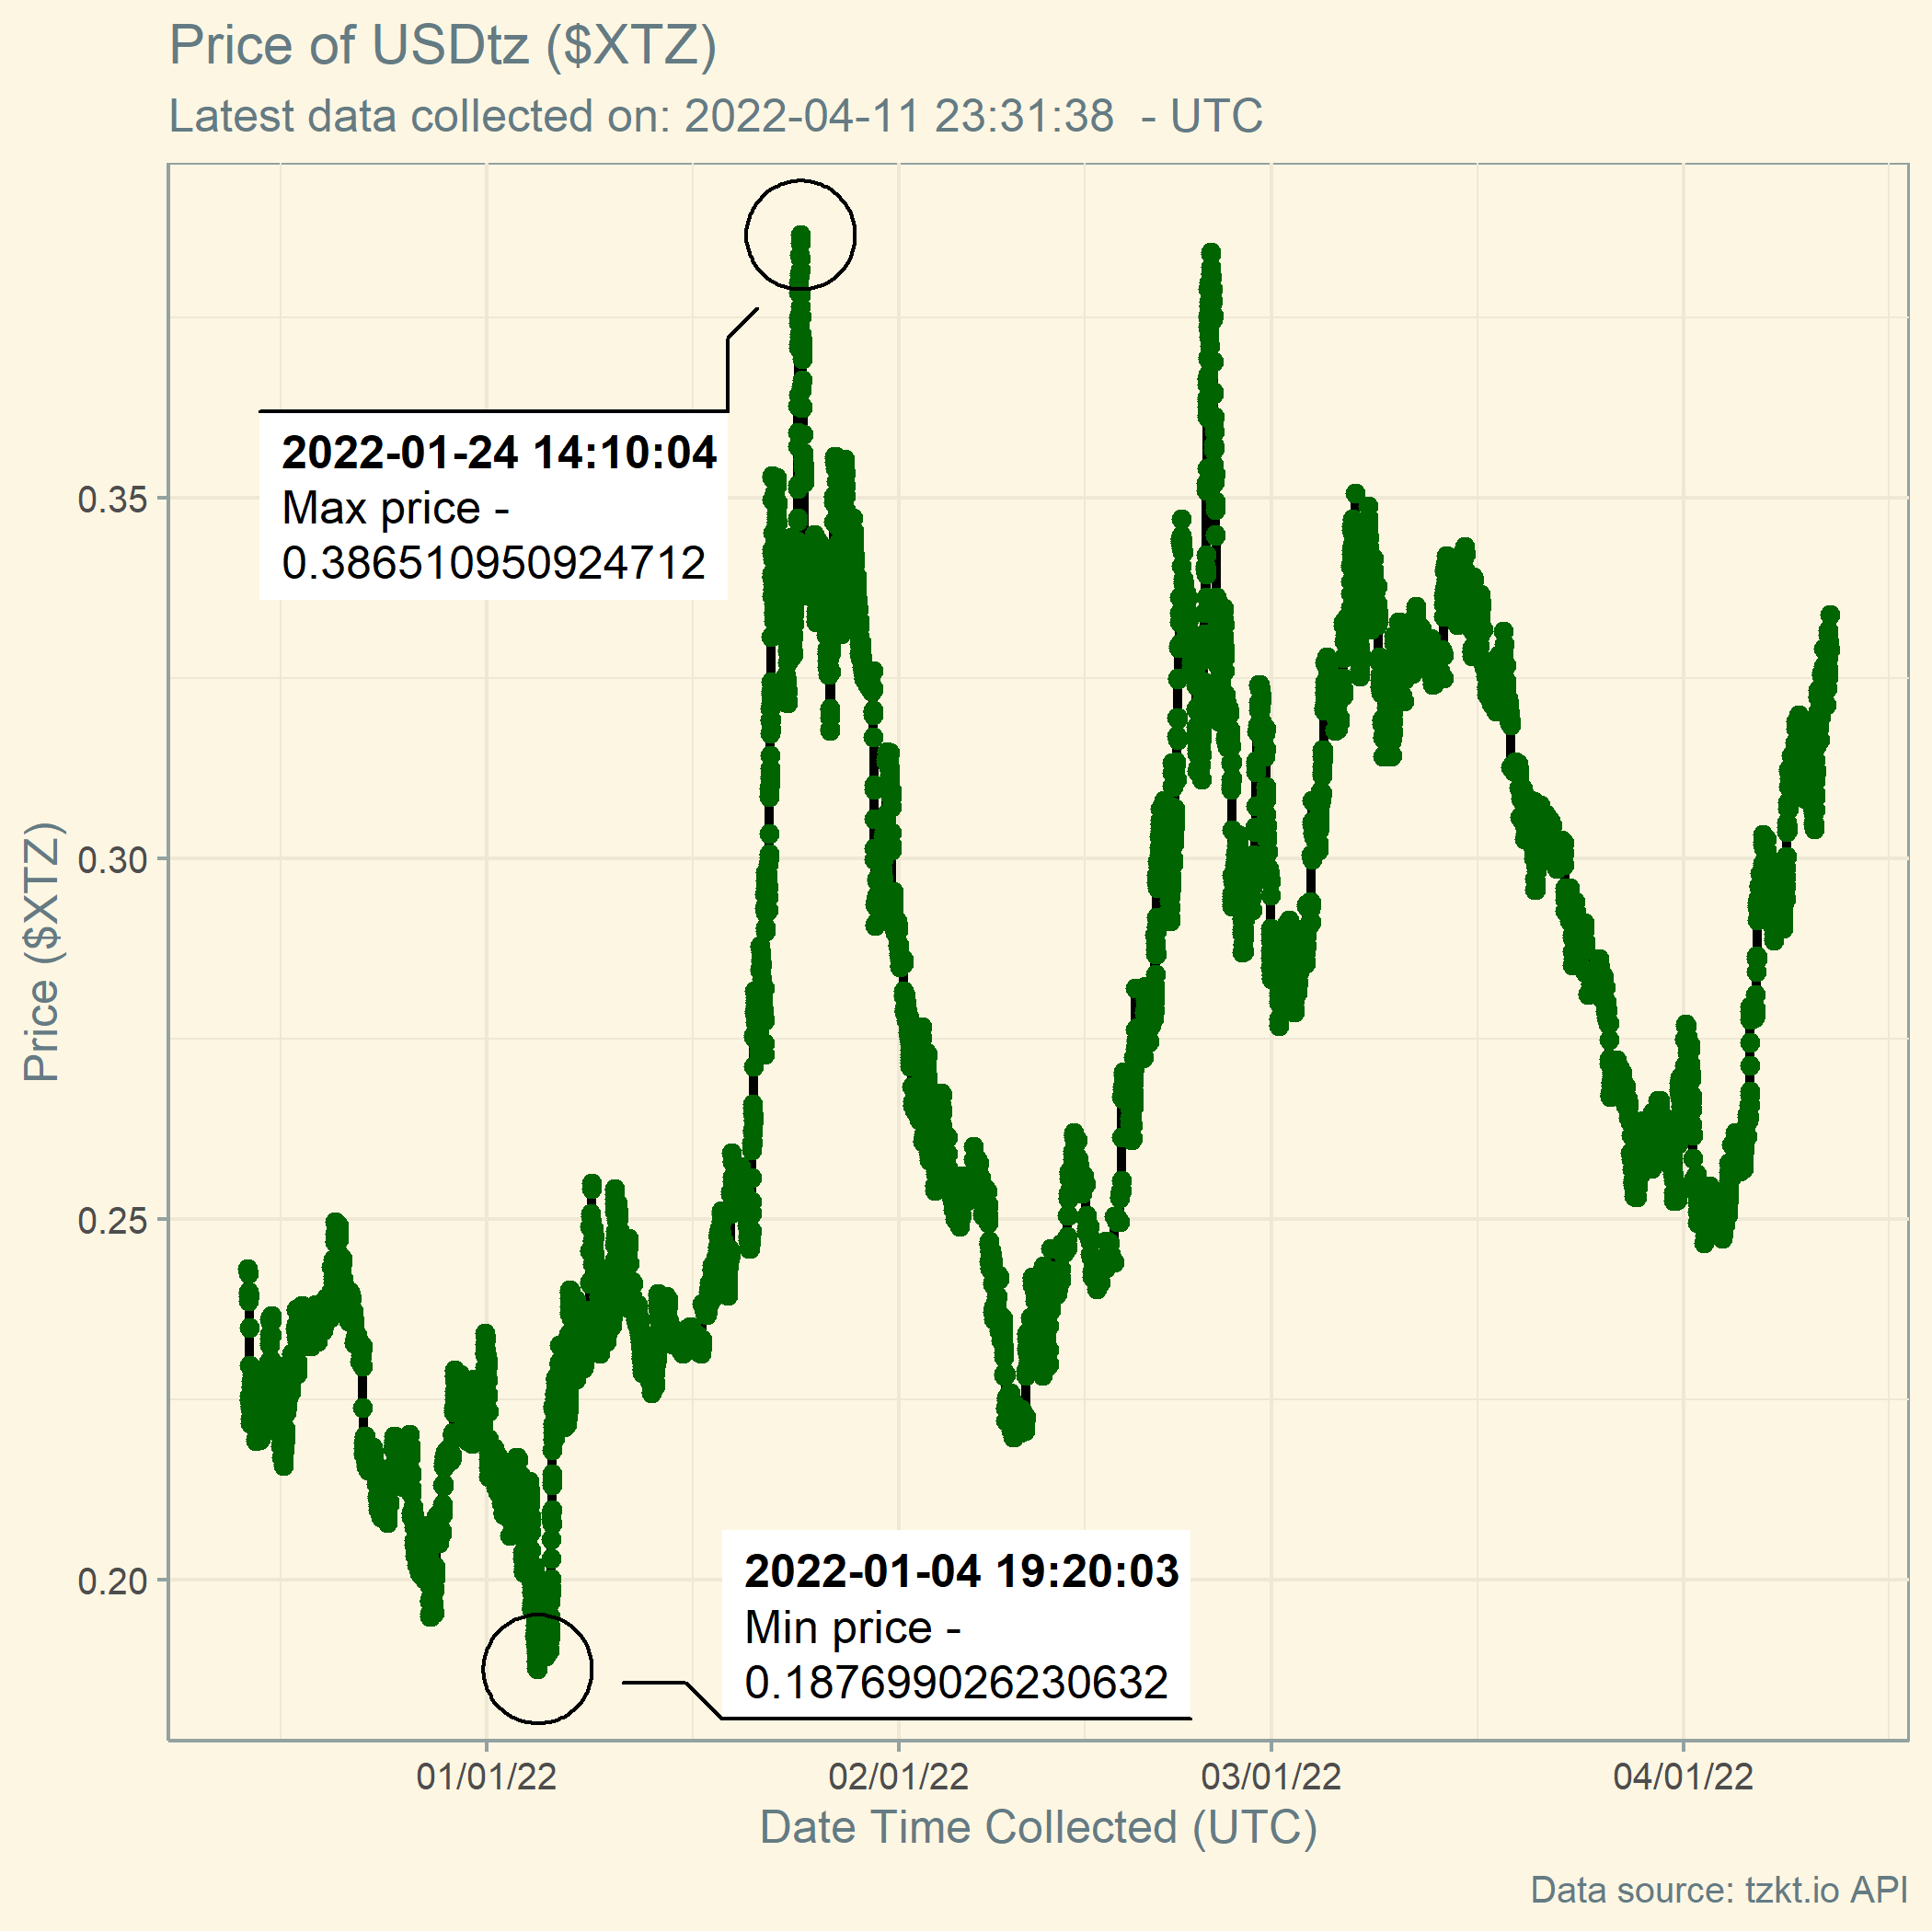 Price of USDtz ($XTZ)
Latest data collected on: 2022-04-11 23:31:38  - UTC
2022-01-24 14:10:04
Max price -
0.386510950924712
0.35
0.30
0.25
0.20
Price ($XTZ)
2022-01-04 19:20:03
Min price -
0.187699026230632
01/01/22
02/01/22
03/01/22
04/01/22
Date Time Collected (UTC)
Data source: tzkt.io API